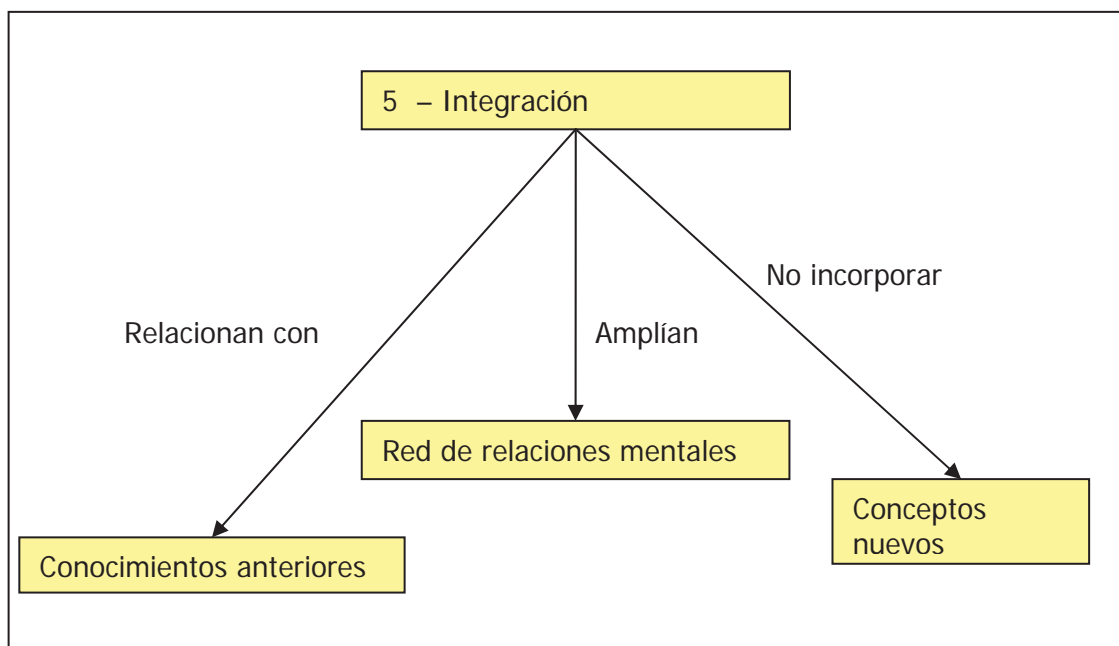 5 – Integración
No incorporar
Relacionan con
Amplían
Red de relaciones mentales
Conceptos
nuevos
Conocimientos anteriores